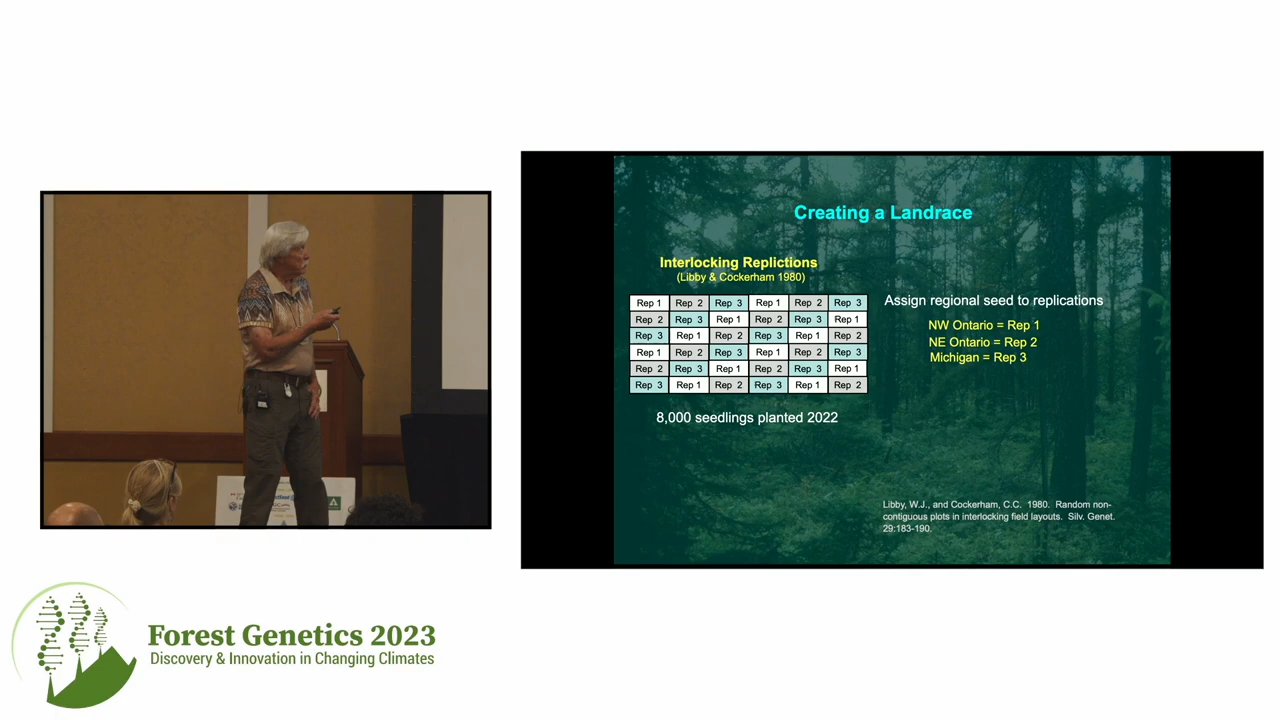 Creating a Landrace
Interlocking Replictions
(Libby & Cockerham 1980)
Rep 1 Rep 2 Rep 3 Rep 1 Rep 2 Rep 3
Rep 2 Rep 3 Rep 1 Rep 2 Rep 3 Rep 1
Rep 3 Rep 1 Rep 2 Rep 3 Rep 1 Rep 2
Rep 1 Rep 2 Rep 3 Rep 1 Rep 2 Rep 3
Rep 2 Rep 3 Rep 1 Rep 2 Rep 3 Rep 1
Rep 3 Rep 1 Rep 2 Rep 3 Rep 1 Rep 2
8,000 seedlings planted 2022
Assign regional seed to replications
NW Ontario = Rep 1
NE Ontario = Rep 2
Michigan = Rep 3
Libby, W.J., and Cockerham, C.C. 1980. Random non-
contiguous plots in interlocking field layouts. Silv. Genet.
29:183-190.
Forest Genetics 2023
Discovery & Innovation in Changing Climates